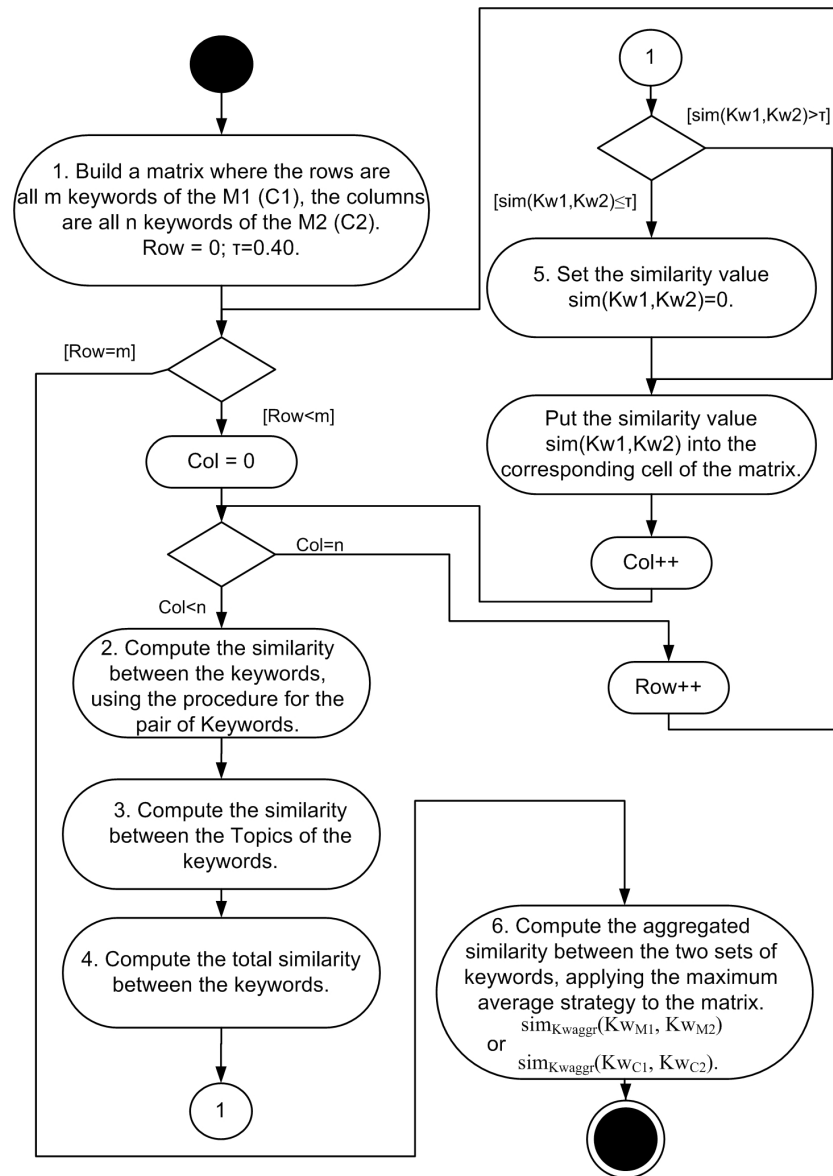 1. Build a matrix where the rows are
all m keywords of the M1 (C1), the columns
are all n keywords of the M2 (C2).
Row = 0; τ=0.40.
[Row=m]
[Row<m]
Col = 0
Col=n
Col<n
2. Compute the similarity
between the keywords,
using the procedure for the
pair of Keywords.
3. Compute the similarity
between the Topics of the
keywords.
4. Compute the total similarity
between the keywords.
1
1
[sim(Kw1,Kw2)>τ]
[sim(Kw1,Kw2)≤τ]
5. Set the similarity value
sim(Kw1,Kw2)=0.
Put the similarity value
sim(Kw1,Kw2) into the
corresponding cell of the matrix.
Col++
Row++
6. Compute the aggregated
similarity between the two sets of
keywords, applying the maximum
average strategy to the matrix.
sim_Kwaggr(Kw_M1, Kw_M2)
or
sim_Kwaggr(Kw_C1, Kw_C2).